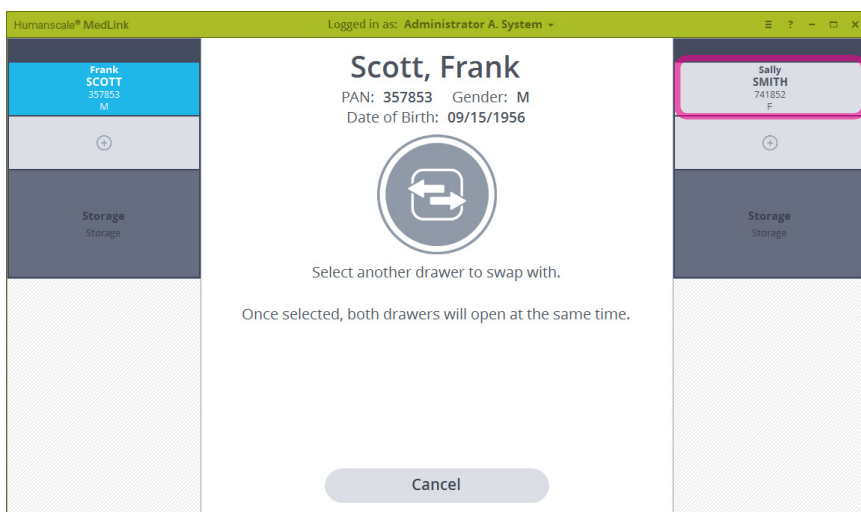 Humanscale® MedLink
Logged in as: Administrator A. System
Frank
SCOTT
357853
M
Storage
Storage
Scott, Frank
PAN: 357853 Gender: M
Date of Birth: 09/15/1956
Select another drawer to swap with.
Once selected, both drawers will open at the same time.
Cancel
Sally
SMITH
741852
F
Storage
Storage